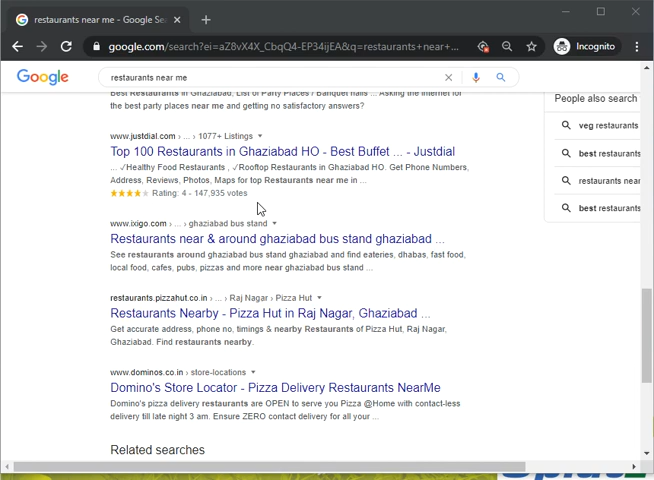 restaurants near me - Google Se
google.com/search?ei=aZ8vX4X_CbqQ4-EP34ijEA&q=restaurants+near+...
Incognito
Google
restaurants near me
Best Restaurants in Ghaziabad, List of Party Places / Banquet halls ... Asking the internet for
the best party places near me and getting no satisfactory answers?
People also search
www.justdial.com › ... › 1077+ Listings
Top 100 Restaurants in Ghaziabad HO - Best Buffet ... - Justdial
... √Healthy Food Restaurants , √Rooftop Restaurants in Ghaziabad HO. Get Phone Numbers,
Address, Reviews, Photos, Maps for top Restaurants near me in ...
Rating: 4 - 147,935 votes
veg restaurants
best restaurants
restaurants near
best restaurants
www.ixigo.com › ... › ghaziabad bus stand
Restaurants near & around ghaziabad bus stand ghaziabad ...
See restaurants around ghaziabad bus stand ghaziabad and find eateries, dhabas, fast food,
local food, cafes, pubs, pizzas and more near ghaziabad bus stand ...
restaurants.pizzahut.co.in › ... › Raj Nagar › Pizza Hut
Restaurants Nearby - Pizza Hut in Raj Nagar, Ghaziabad ...
Get accurate address, phone no, timings & nearby Restaurants of Pizza Hut, Raj Nagar,
Ghaziabad. Find restaurants nearby.
www.dominos.co.in › store-locations
Domino's Store Locator - Pizza Delivery Restaurants NearMe
Domino's pizza delivery restaurants are OPEN to serve you Pizza @Home with contact-less
delivery till late night 3 am. Ensure ZERO contact delivery for all your ...
Related searches